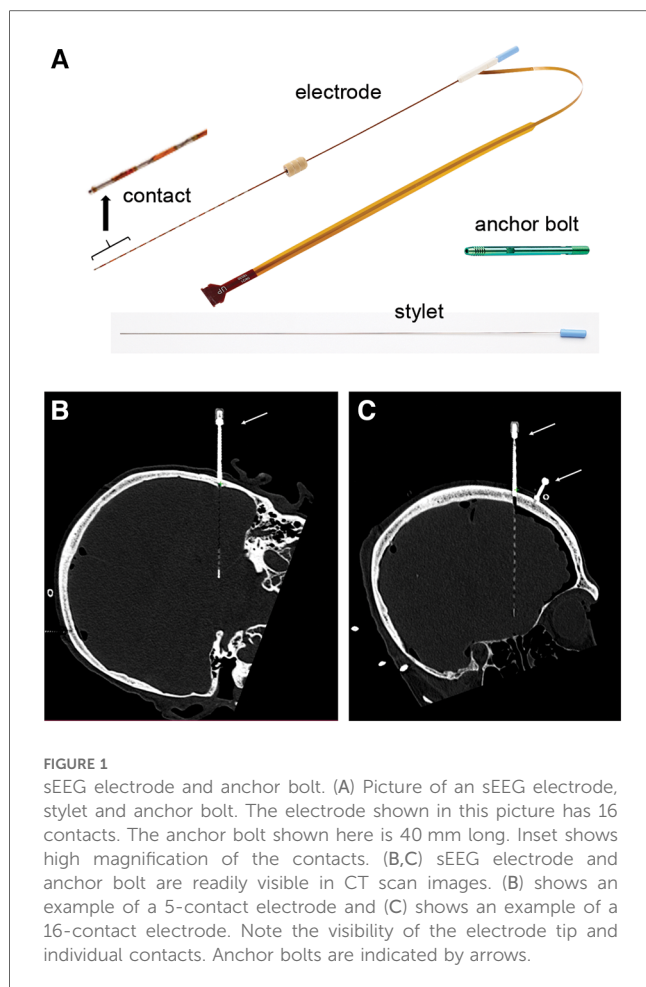 A
electrode
contact
anchor bolt
UP
stylet
B
C
FIGURE 1
sEEG electrode and anchor bolt. (A) Picture of an sEEG electrode,
stylet and anchor bolt. The electrode shown in this picture has 16
contacts. The anchor bolt shown here is 40 mm long. Inset shows
high magnification of the contacts. (B,C) sEEG electrode and
anchor bolt are readily visible in CT scan images. (B) shows an
example of a 5-contact electrode and (C) shows an example of a
16-contact electrode. Note the visibility of the electrode tip and
individual contacts. Anchor bolts are indicated by arrows.